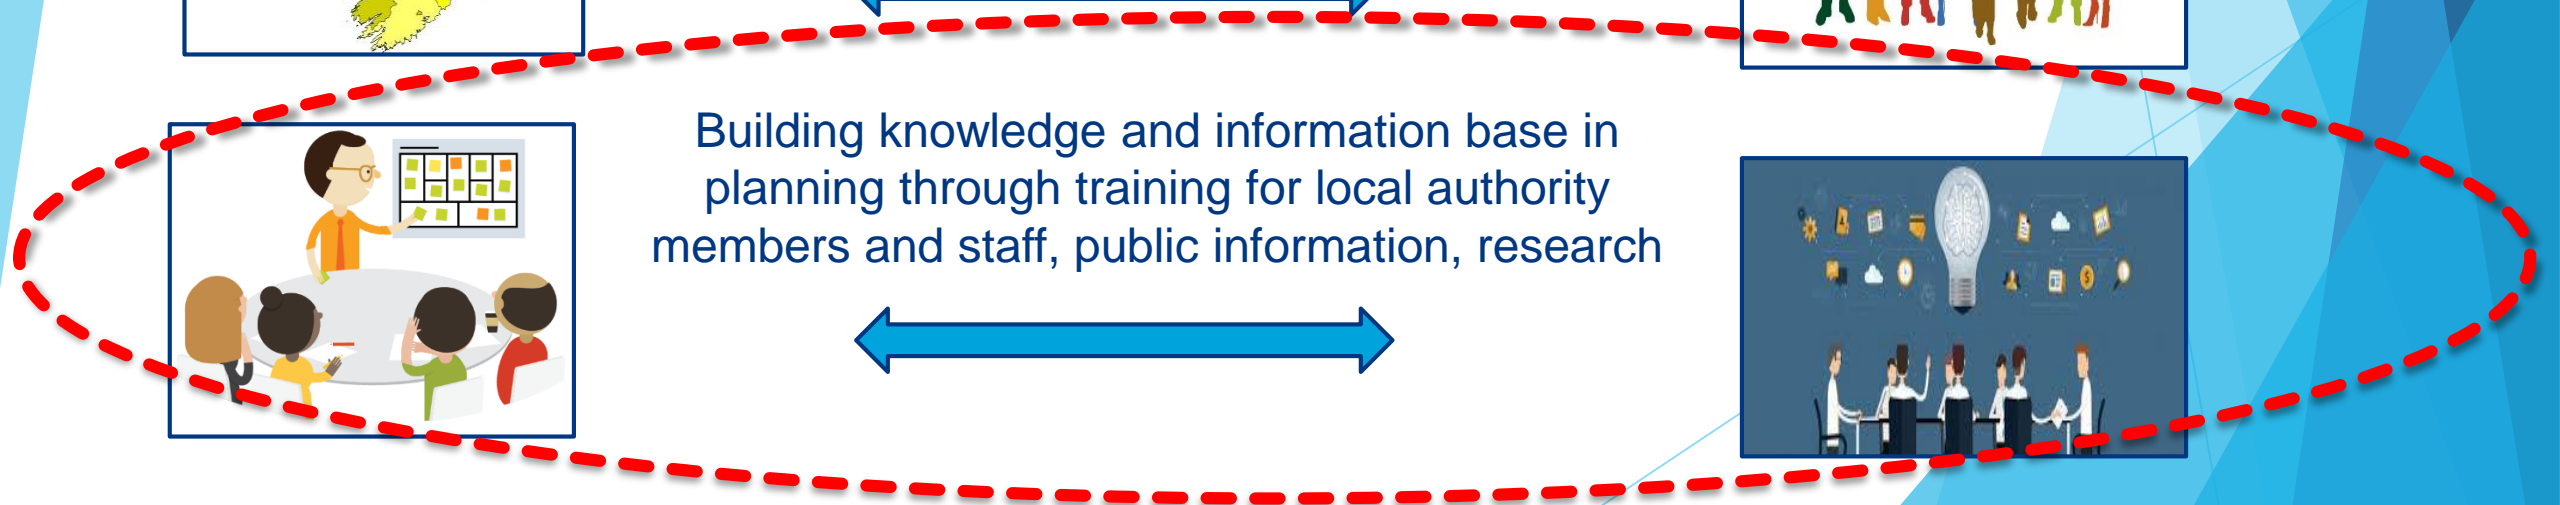 Building knowledge and information base in
planning through training for local authority
members and staff, public information, research